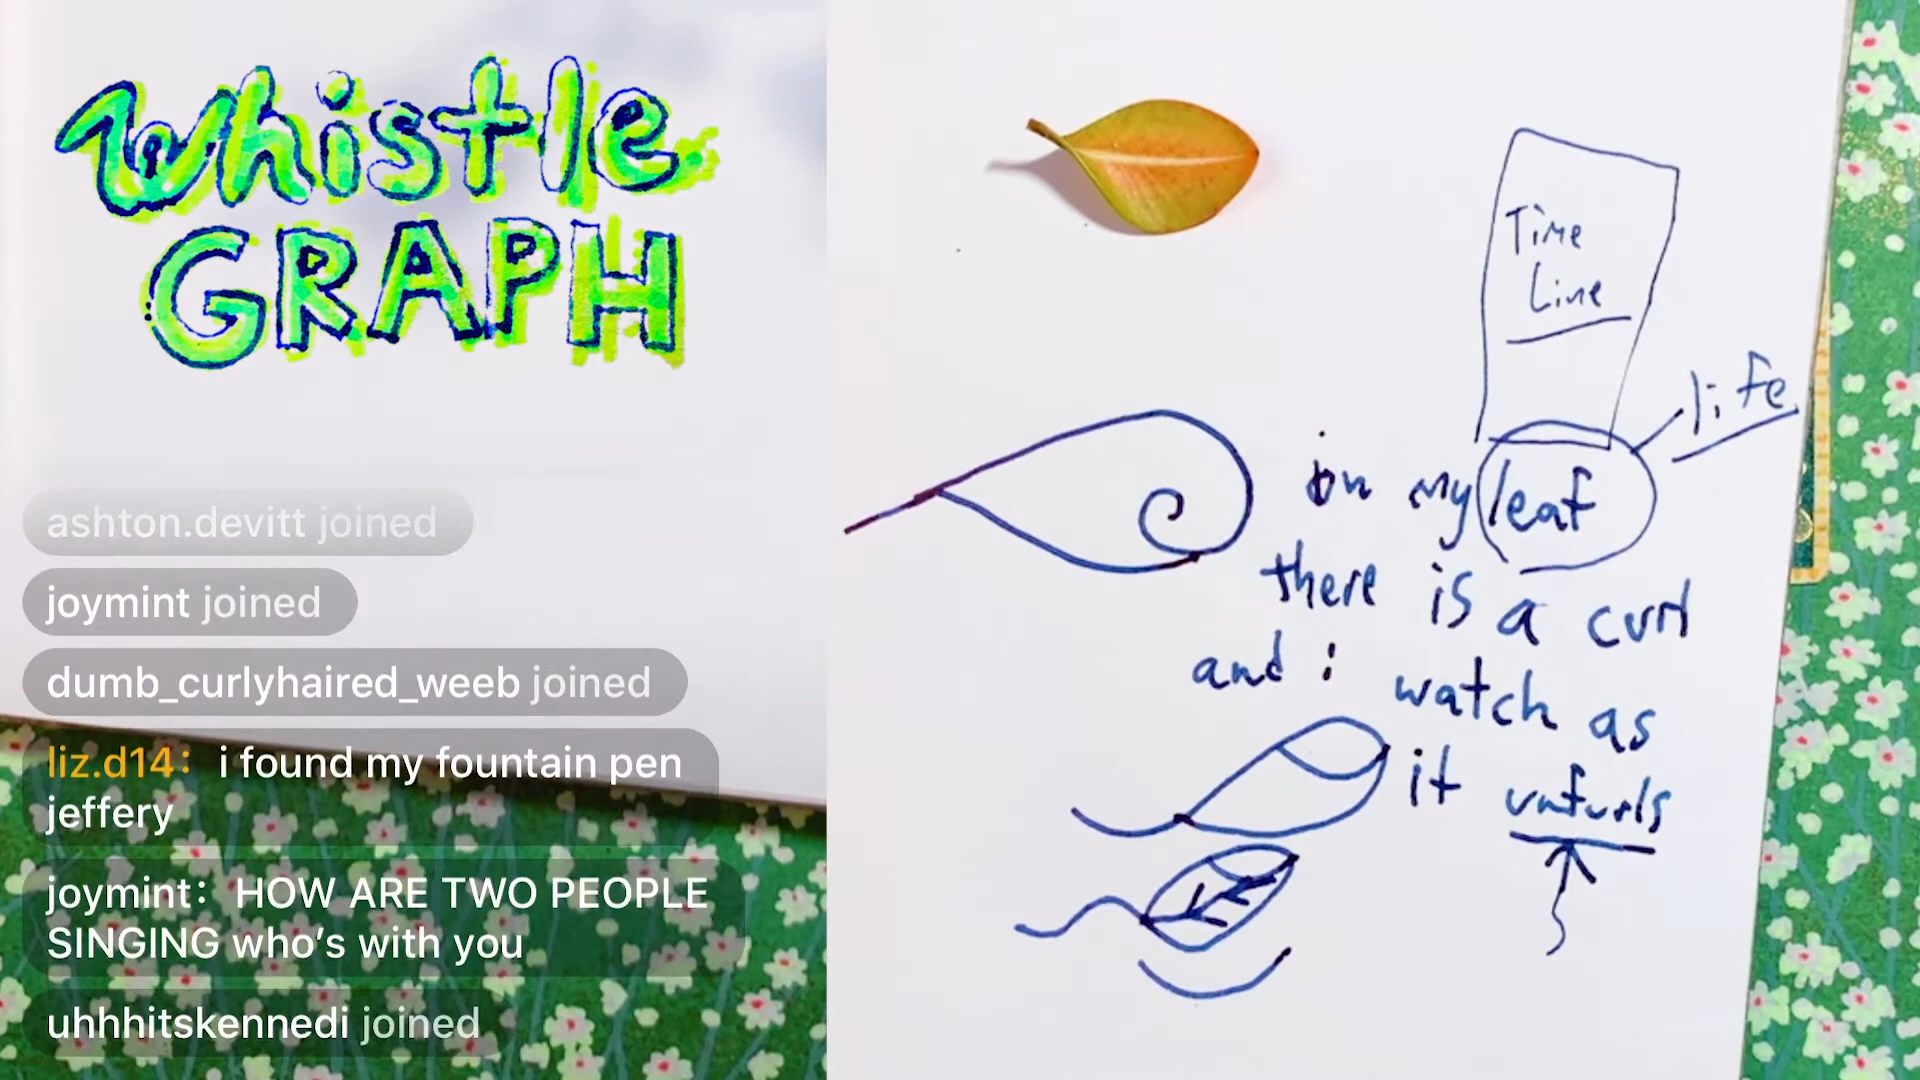 Whistle
GRAPH
ashton.devitt joined
joymint joined
dumb_curlyhaired_weeb joined
liz.d14: i found my fountain pen
jeffery
joymint: HOW ARE TWO PEOPLE
SINGING who's with you
uhhhitskennedi joined
Time
Line
life
in my leaf
there is a curl
and i watch as
it unfurls